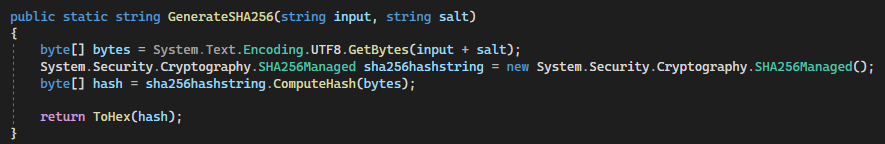 public static string GenerateSHA256(string input, string salt)
{
    byte[] bytes = System.Text.Encoding.UTF8.GetBytes(input + salt);
    System.Security.Cryptography.SHA256Managed sha256hashstring = new System.Security.Cryptography.SHA256Managed();
    byte[] hash = sha256hashstring.ComputeHash(bytes);
    return ToHex(hash);
}